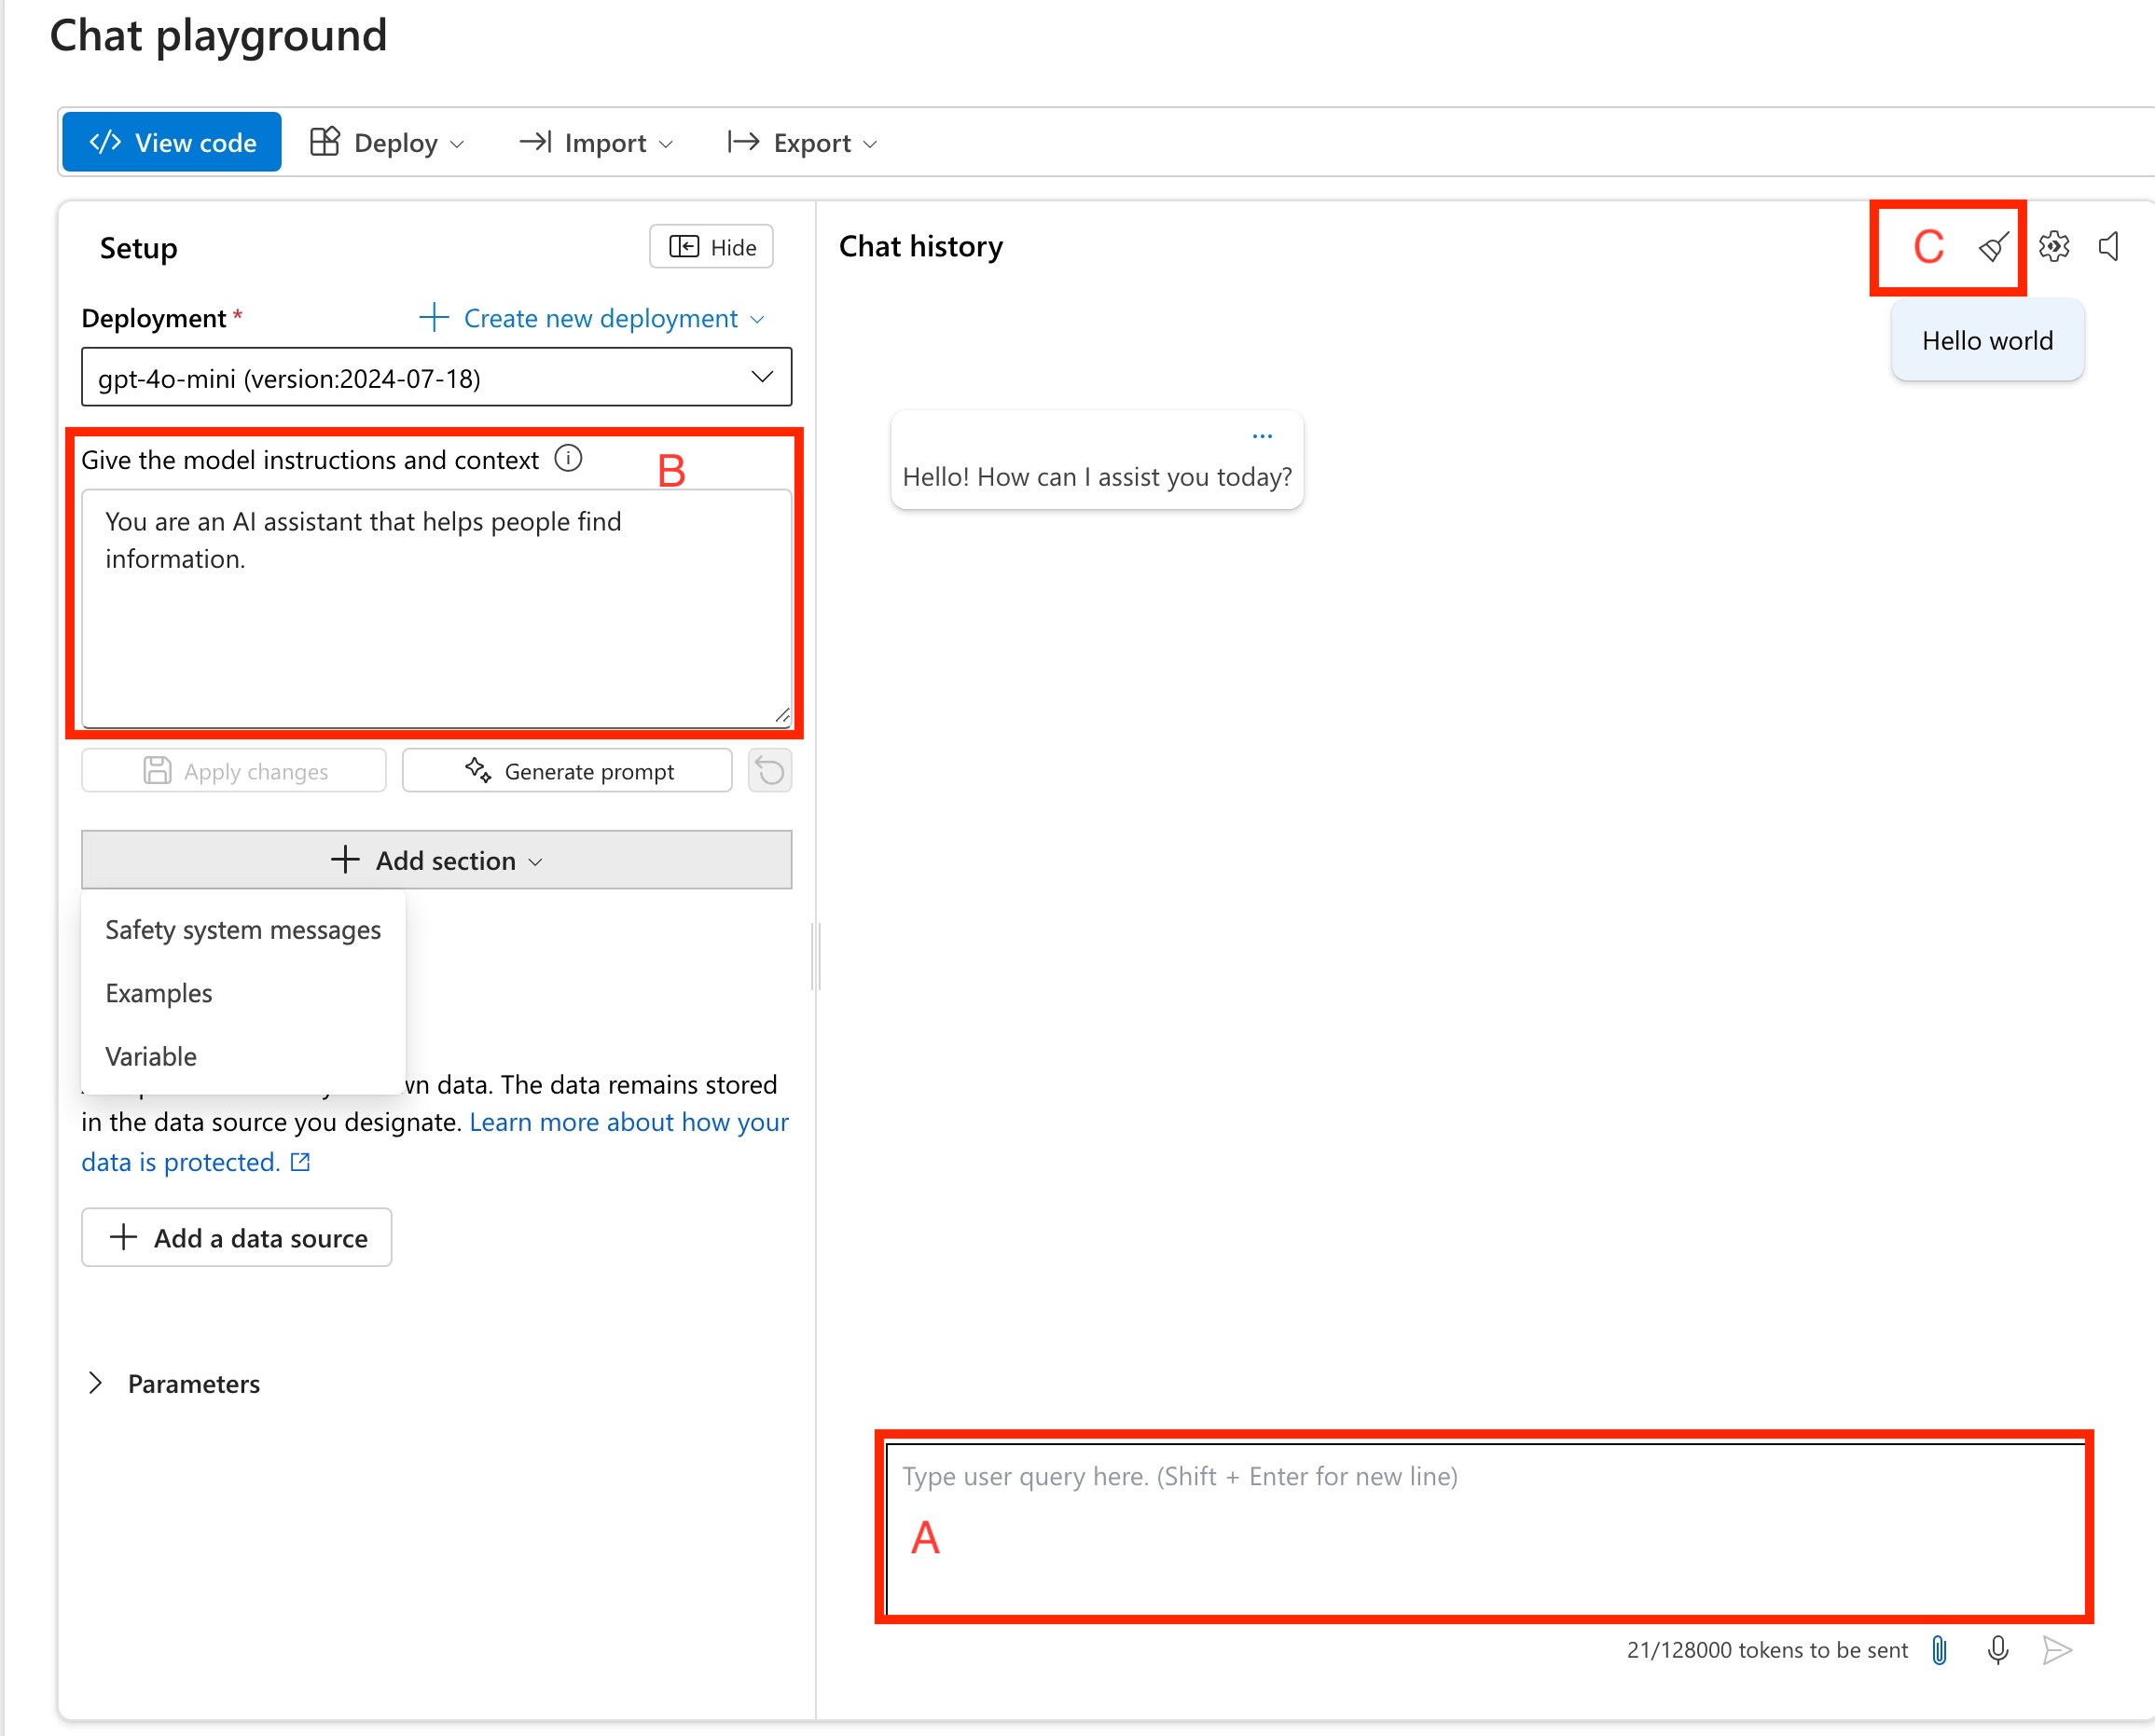 Chat playground
View code
Deploy
Import
Export
Setup
Hide
Deployment *
Create new deployment
gpt-4o-mini (version:2024-07-18)
Give the model instructions and context
B
You are an AI assistant that helps people find
information.
Apply changes
Generate prompt
Add section
Safety system messages
Examples
Variable
data. The data remains stored
in the data source you designate. Learn more about how your
data is protected.
Add a data source
Parameters
Chat history
C
Hello world
...
Hello! How can I assist you today?
Type user query here. (Shift + Enter for new line)
A
21/128000 tokens to be sent